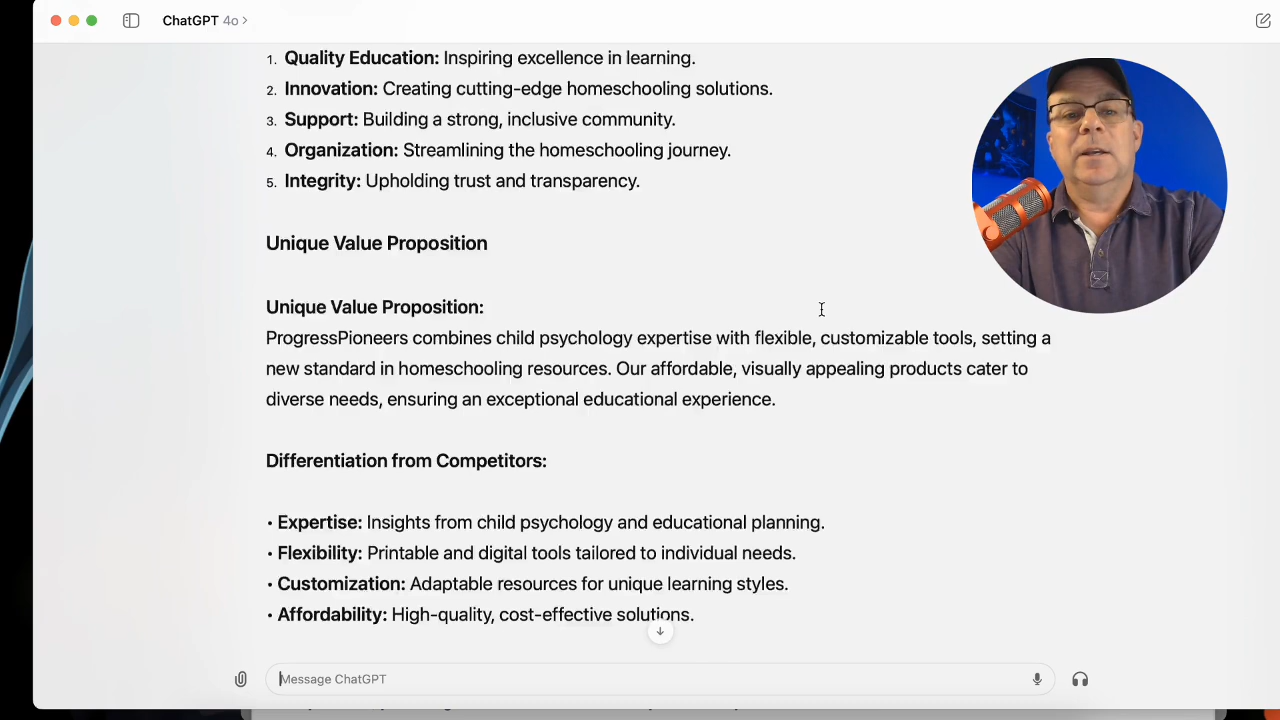 ChatGPT 4o >
1. Quality Education: Inspiring excellence in learning.
2. Innovation: Creating cutting-edge homeschooling solutions.
3. Support: Building a strong, inclusive community.
4. Organization: Streamlining the homeschooling journey.
5. Integrity: Upholding trust and transparency.
Unique Value Proposition
Unique Value Proposition:
ProgressPioneers combines child psychology expertise with flexible, customizable tools, setting a
new standard in homeschooling resources. Our affordable, visually appealing products cater to
diverse needs, ensuring an exceptional educational experience.
Differentiation from Competitors:
• Expertise: Insights from child psychology and educational planning.
• Flexibility: Printable and digital tools tailored to individual needs.
• Customization: Adaptable resources for unique learning styles.
• Affordability: High-quality, cost-effective solutions.
Message ChatGPT